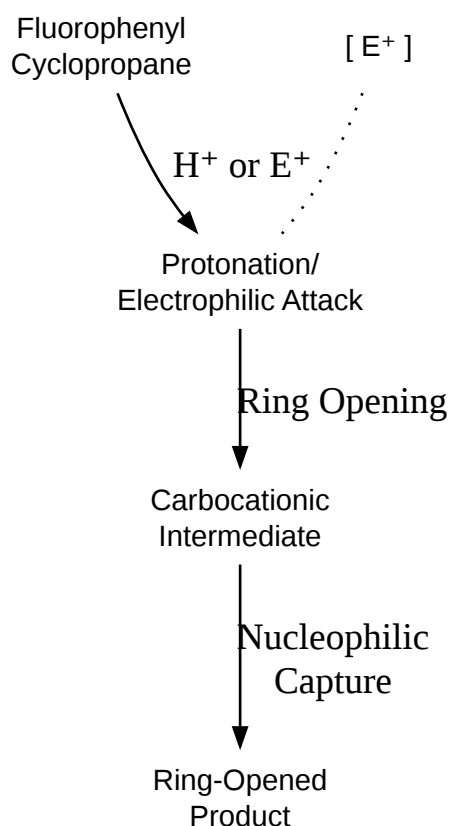 Fluorophenyl
Cyclopropane
[ E⁺ ]
H⁺ or E⁺
Protonation/
Electrophilic Attack
Ring Opening
Carbocationic
Intermediate
Nucleophilic
Capture
Ring-Opened
Product